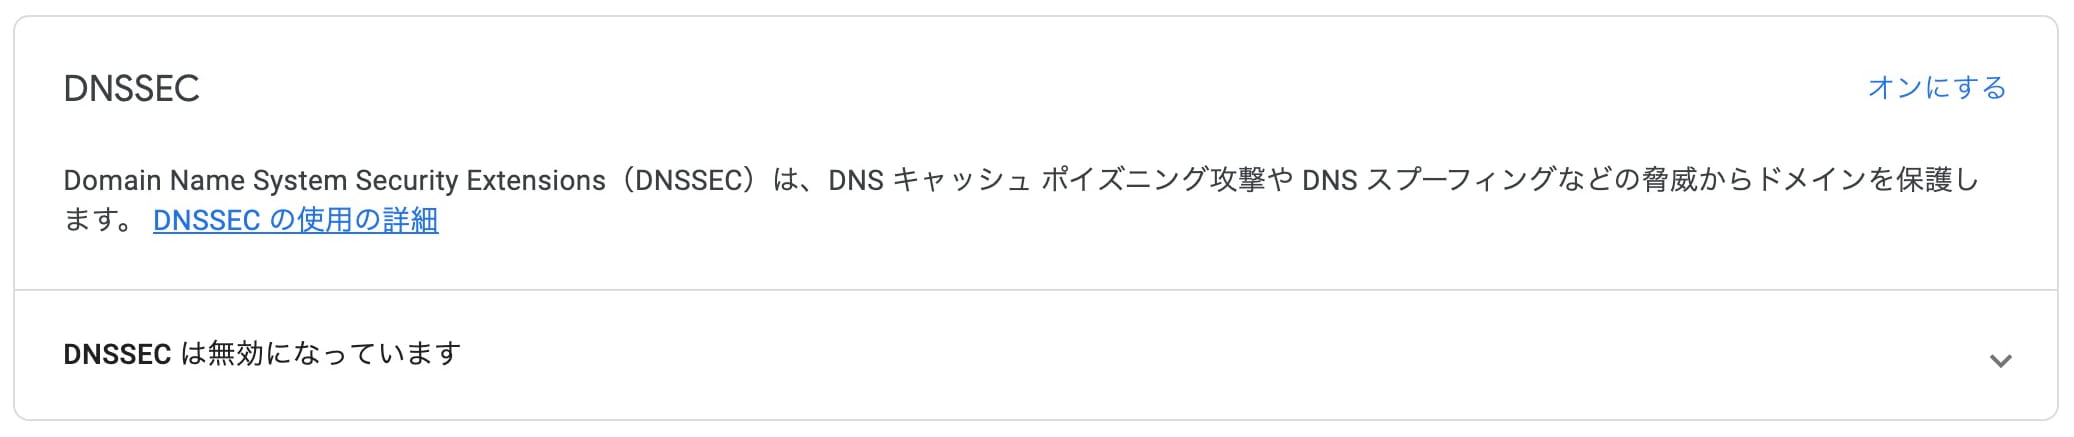 DNSSEC
オンにする
Domain Name System Security Extensions（DNSSEC）は、DNS キャッシュ ポイズニング攻撃や DNS スプーフィングなどの脅威からドメインを保護し
ます。 DNSSEC の使用の詳細
DNSSEC は無効になっています